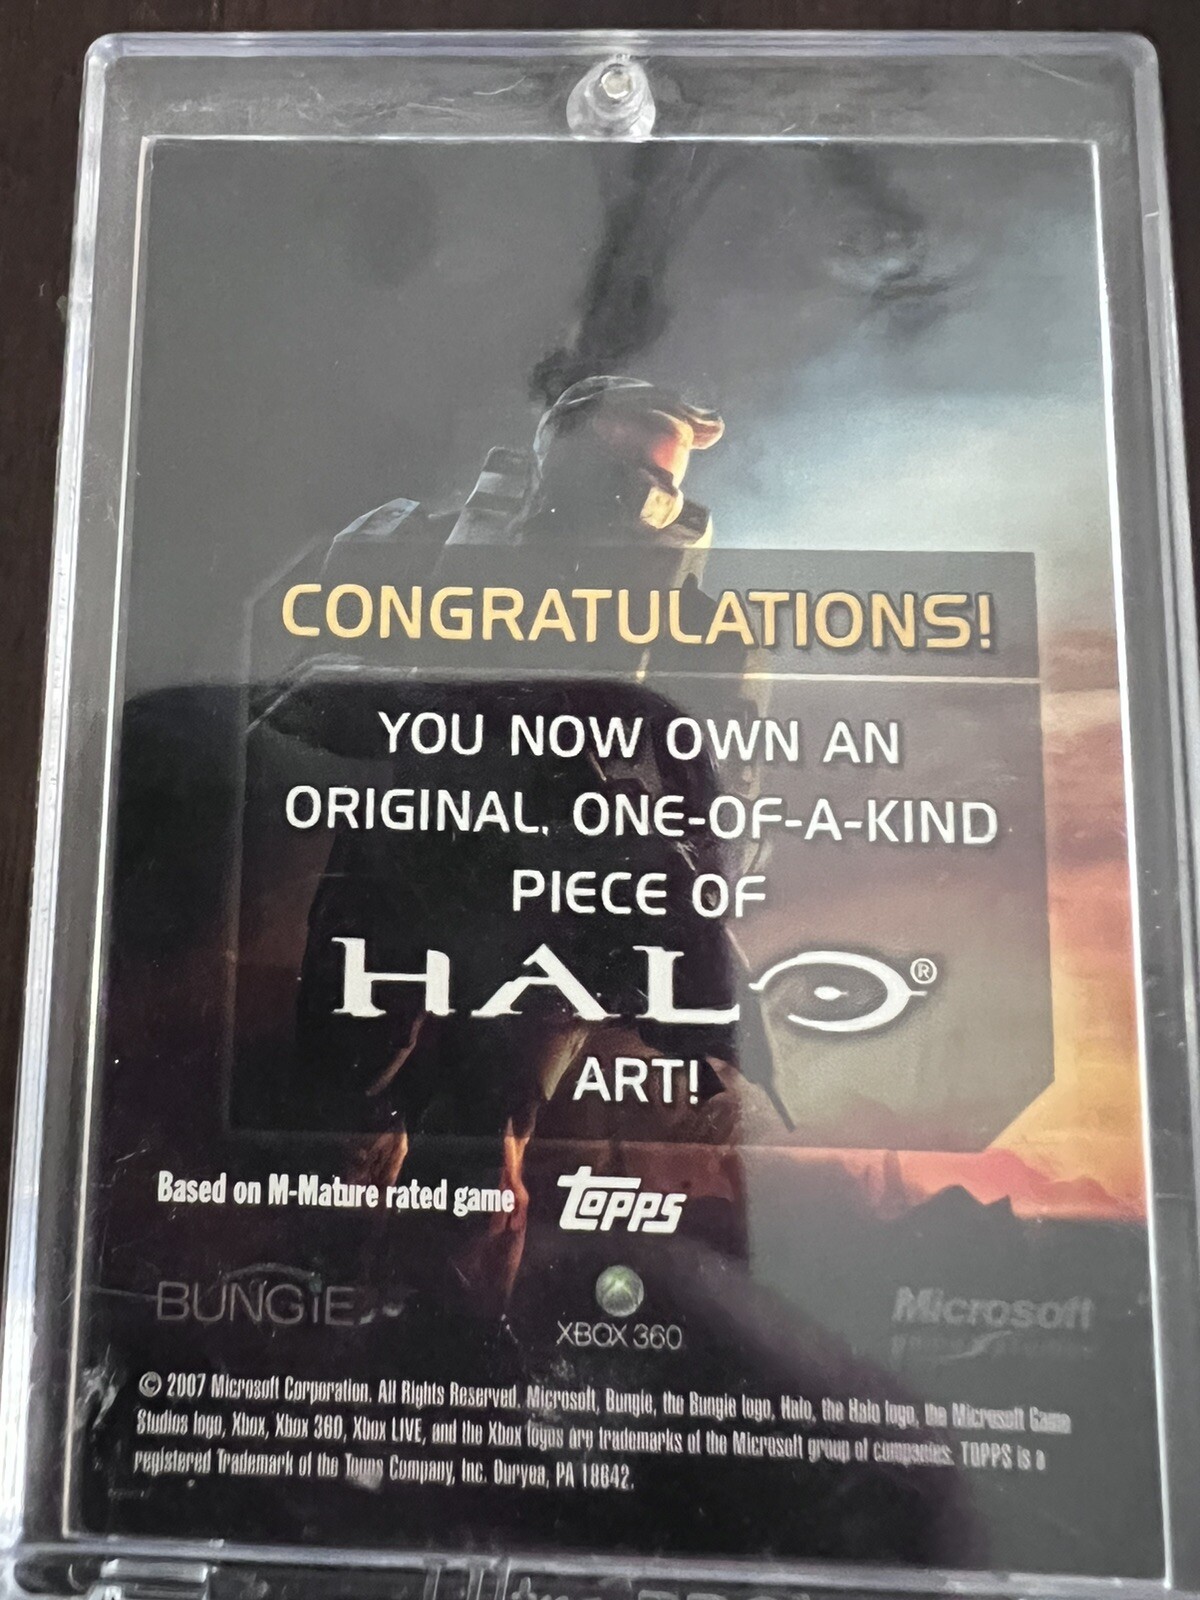 CONGRATULATIONS!
YOU NOW OWN AN
ORIGINAL, ONE-OF-A-KIND
PIECE OF
HALO®
ART!
Based on M-Mature rated game
topps
BUNGiE
XBOX 360
Microsoft
© 2007 Microsoft Corporation. All Rights Reserved. Microsoft, Bungie, the Bungie logo, Halo, the Halo logo, the Microsoft Game
Studios logo, Xbox, Xbox 360, Xbox LIVE, and the Xbox logos are trademarks of the Microsoft group of companies. TOPPS is a
registered Trademark of the Topps Company, Inc. Duryea, PA 18642.